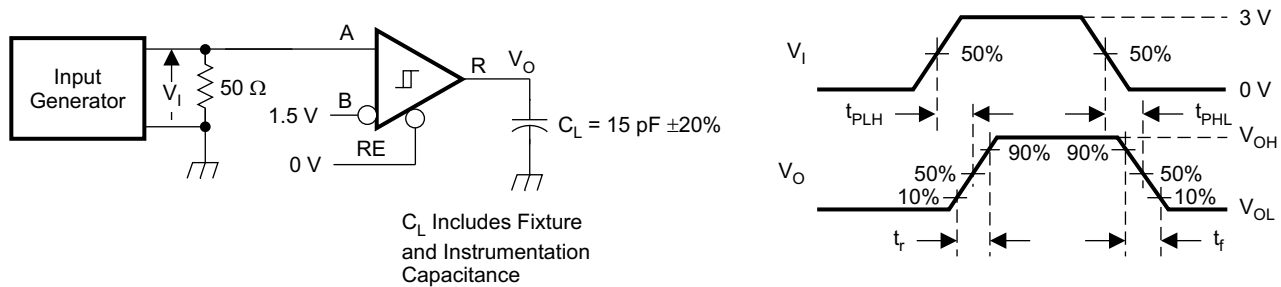 Input
Generator
V_I
50 Ω
A
1.5 V
B
RE
0 V
R
V_O
C_L = 15 pF ±20%
C_L Includes Fixture
and Instrumentation
Capacitance
3 V
V_I
50%
50%
0 V
t_PLH
t_PHL
V_OH
90%
90%
V_O
50%
50%
10%
10%
V_OL
t_r
t_f